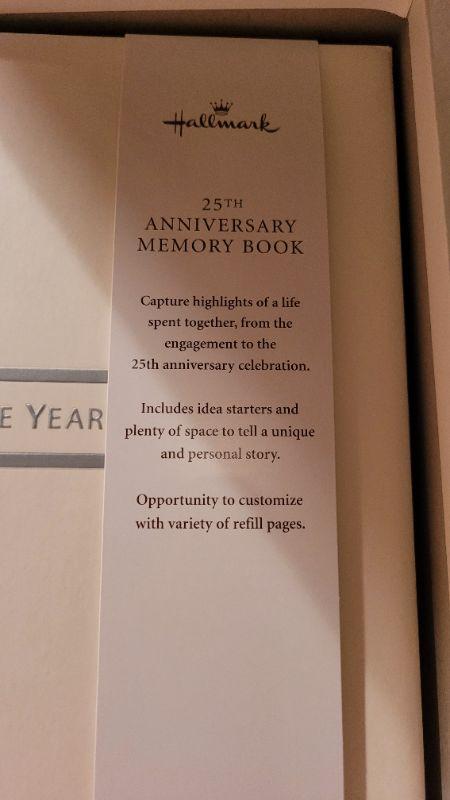 Hallmark
25TH
ANNIVERSARY
MEMORY BOOK
Capture highlights of a life
spent together, from the
engagement to the
25th anniversary celebration.
E YEAR
Includes idea starters and
plenty of space to tell a unique
and personal story.
Opportunity to customize
with variety of refill pages.